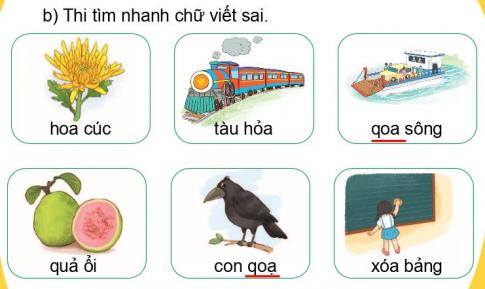 b) Thi tìm nhanh chữ viết sai.
hoa cúc
tàu hỏa
qoa sông
quả ổi
con qoạ
xóa bảng